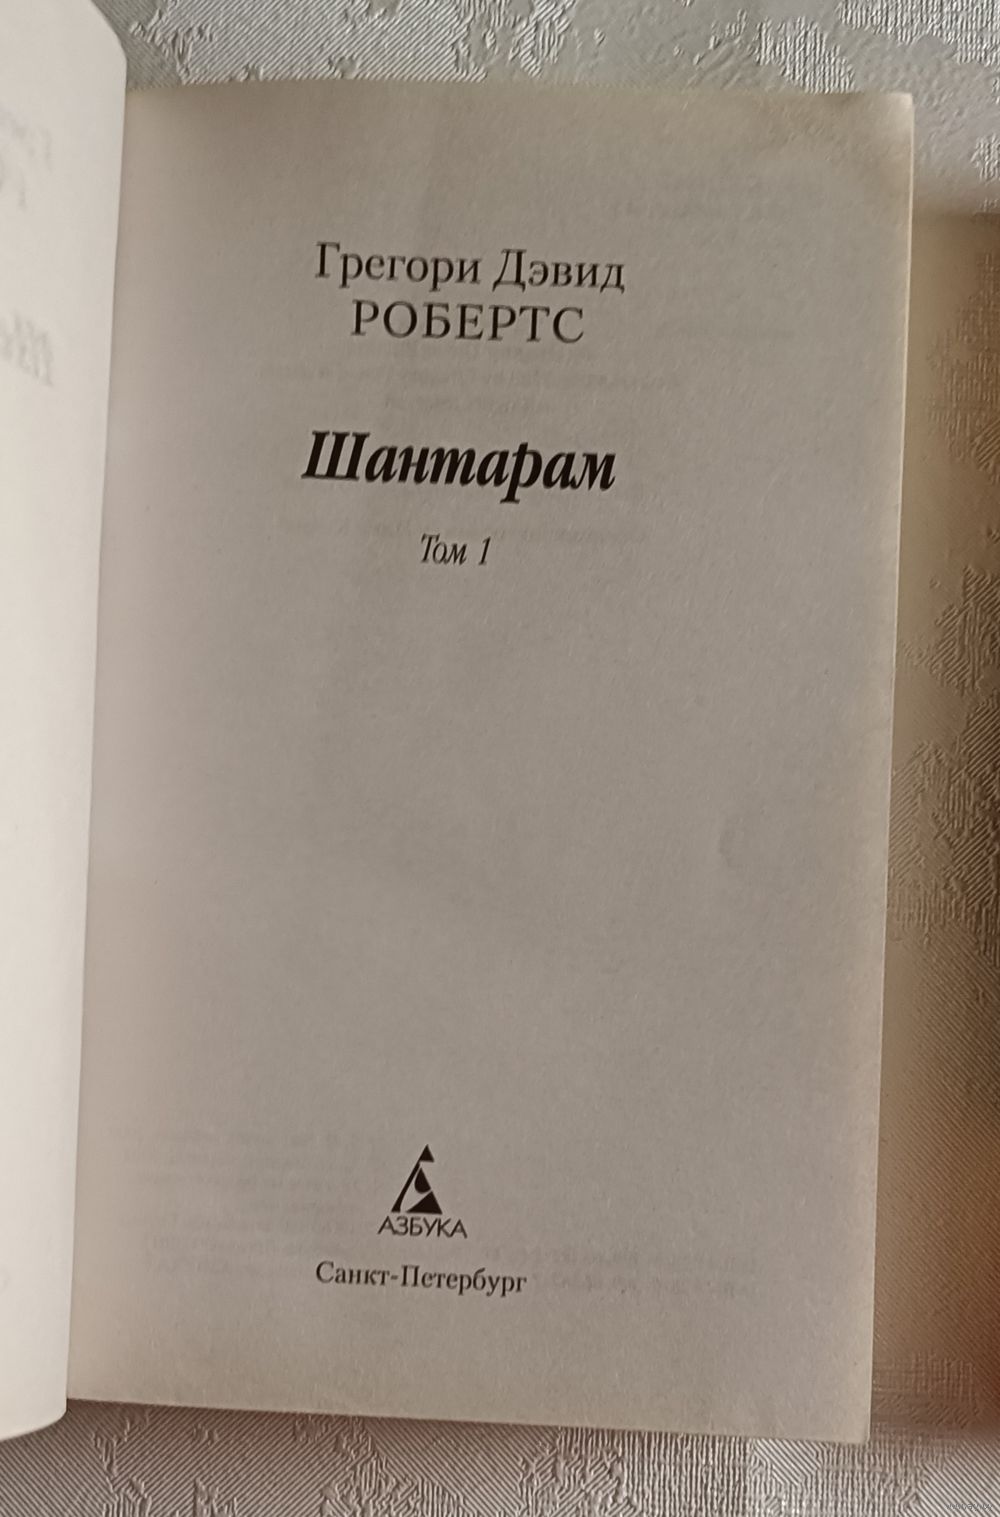 Грегори Дэвид
РОБЕРТС
Шантарам
Том 1
АЗБУКА
Санкт-Петербург